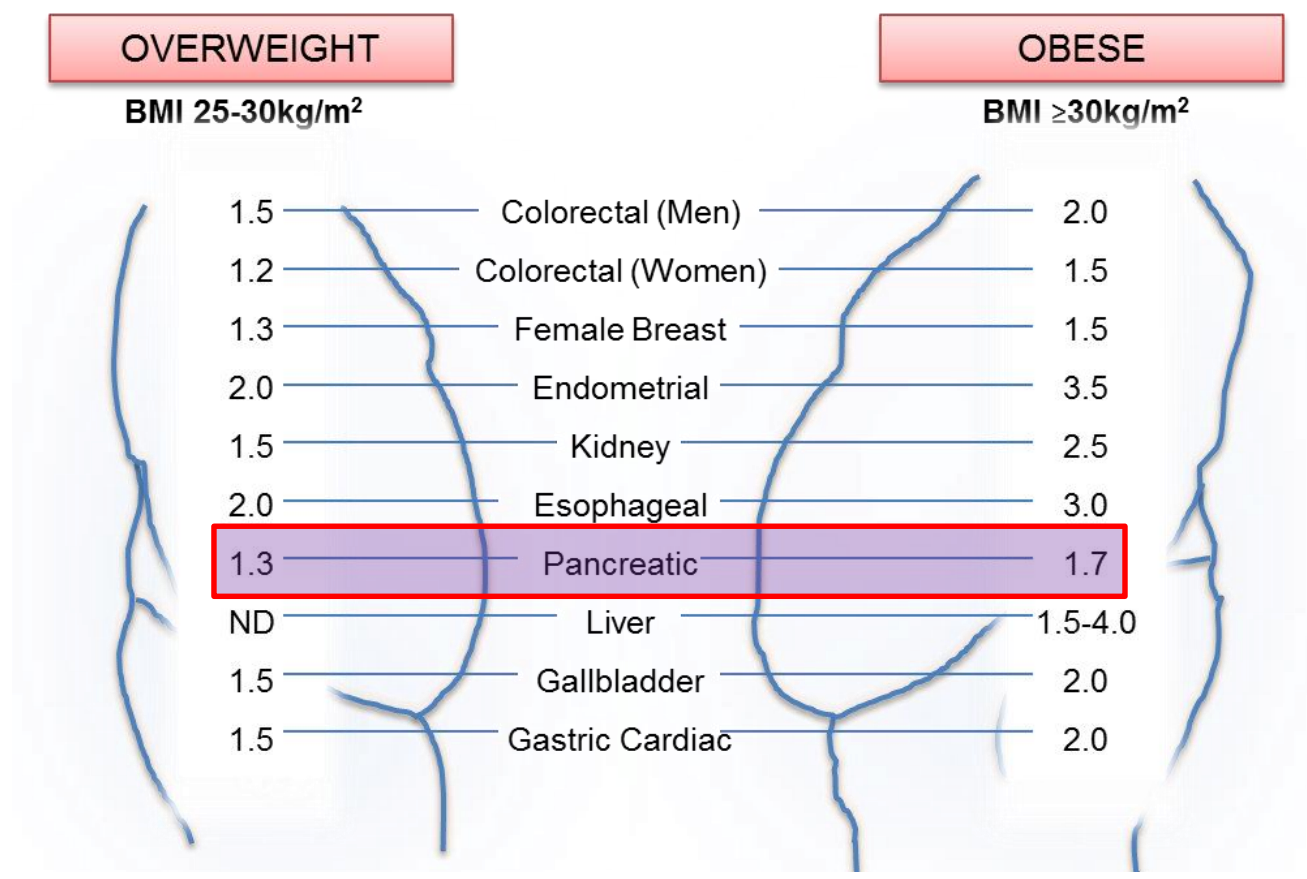 OVERWEIGHT OBESE
BMI 25-30kg/m² BMI ≥30kg/m²
1.5 Colorectal (Men) 2.0
1.2 Colorectal (Women) 1.5
1.3 Female Breast 1.5
2.0 Endometrial 3.5
1.5 Kidney 2.5
2.0 Esophageal 3.0
1.3 Pancreatic 1.7
ND Liver 1.5-4.0
1.5 Gallbladder 2.0
1.5 Gastric Cardiac 2.0